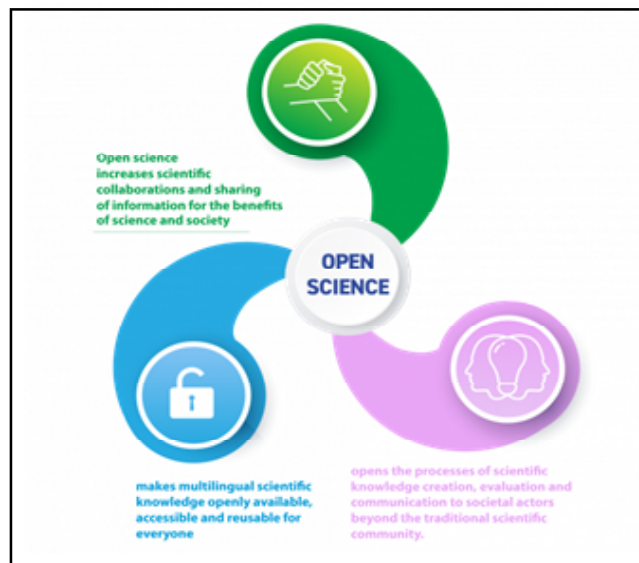 Open science
increases scientific
collaborations and sharing
of information for the benefits
of science and society
OPEN
SCIENCE
makes multilingual scientific
knowledge openly available,
accessible and reusable for
everyone
opens the processes of scientific
knowledge creation, evaluation and
communication to societal actors
beyond the traditional scientific
community.